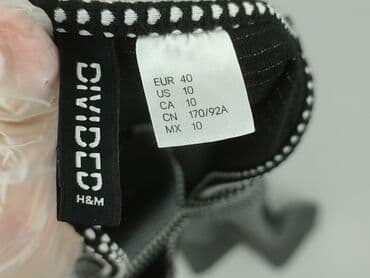 DIVIDED
H&M
EUR 40
US 10
CA 10
CN 170/92A
MX 10